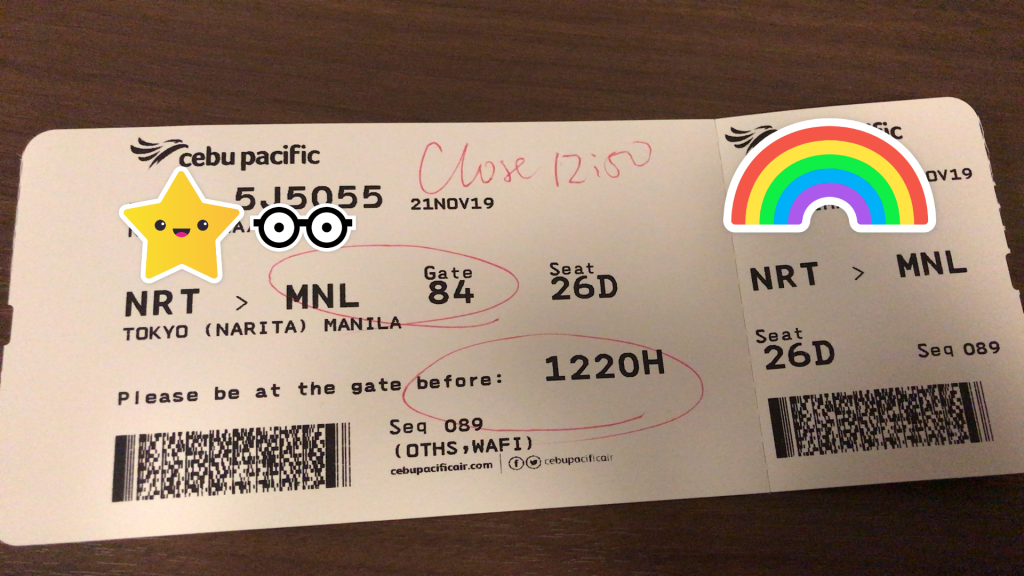 cebu pacific
Close 12:50
5J5055
21NOV19
Gate
84
Seat
26D
NRT > MNL
TOKYO (NARITA) MANILA
Please be at the gate before: 1220H
Seq 089
(OTHS,WAFI)
cebupacificair.com
cebupacificair
OV19
NRT > MNL
Seat
26D
Seq 089